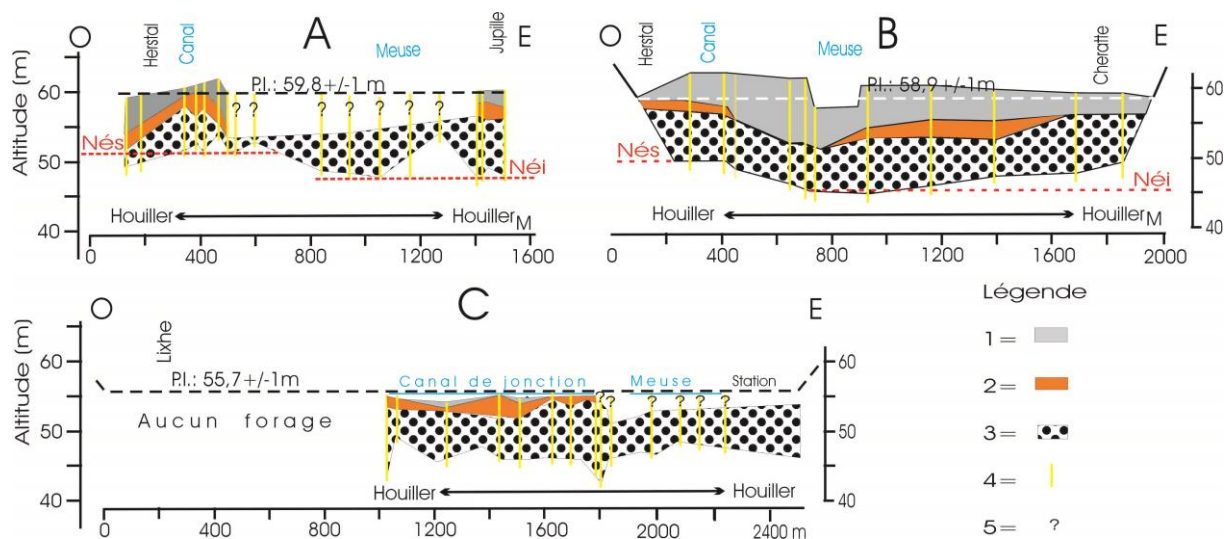 O Herstal Canal A Meuse Jupille E
Altitude (m)
P.I.: 59,8+/-1 m
60
50
40
? ? ? ? ? ? ?
Nés
Néi
Houiller Houiller M
0 400 800 1200 1600
O Herstal Canal Meuse B Cheratte E
P.I.: 58,9+/-1m
60
50
40
Nés
Néi
Houiller Houiller M
0 400 800 1200 1600 2000
C
O E
Lixhe
Altitude (m)
P.I.: 55,7+/-1m
Canal de jonction Meuse Station
Aucun forage
60 60
50 50
40 40
? ? ? ? ? ?
Houiller Houiller
0 400 800 1200 1600 2000 2400 m
Légende
1 =
2 =
3 =
4 =
5 = ?